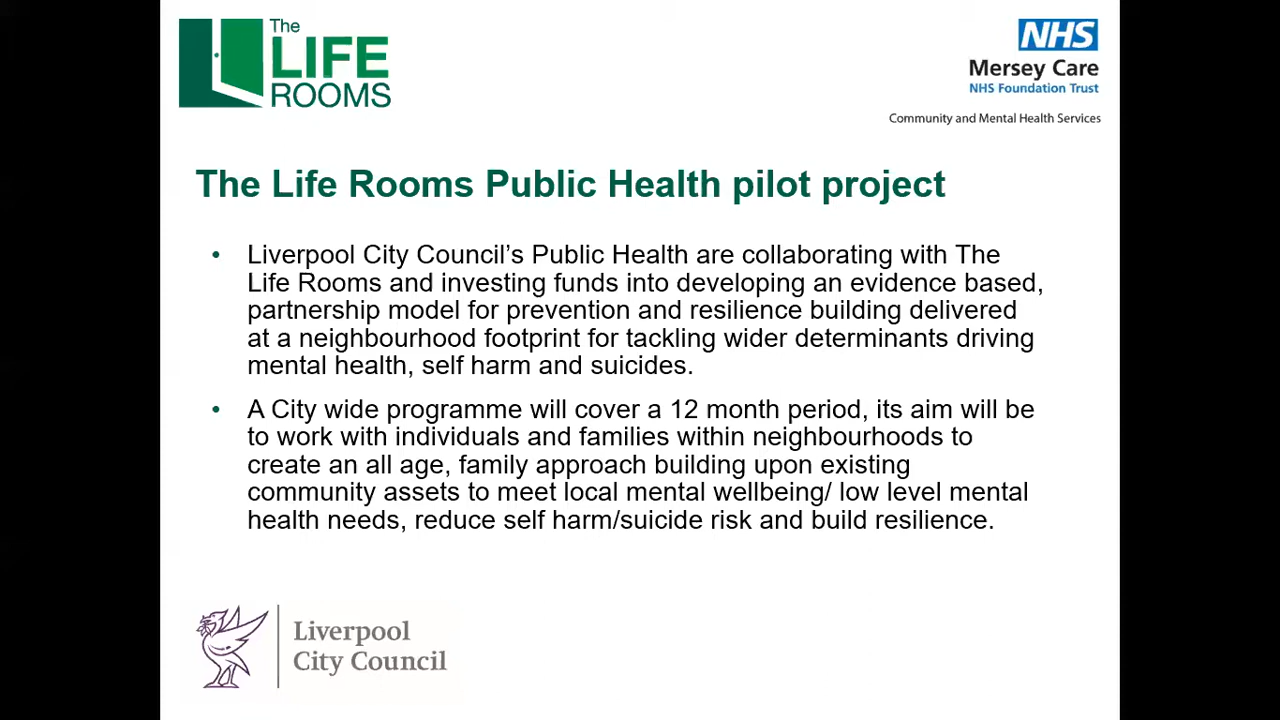 The
LIFE
ROOMS
NHS
Mersey Care
NHS Foundation Trust
Community and Mental Health Services
The Life Rooms Public Health pilot project
• Liverpool City Council’s Public Health are collaborating with The
Life Rooms and investing funds into developing an evidence based,
partnership model for prevention and resilience building delivered
at a neighbourhood footprint for tackling wider determinants driving
mental health, self harm and suicides.
• A City wide programme will cover a 12 month period, its aim will be
to work with individuals and families within neighbourhoods to
create an all age, family approach building upon existing
community assets to meet local mental wellbeing/ low level mental
health needs, reduce self harm/suicide risk and build resilience.
Liverpool
City Council